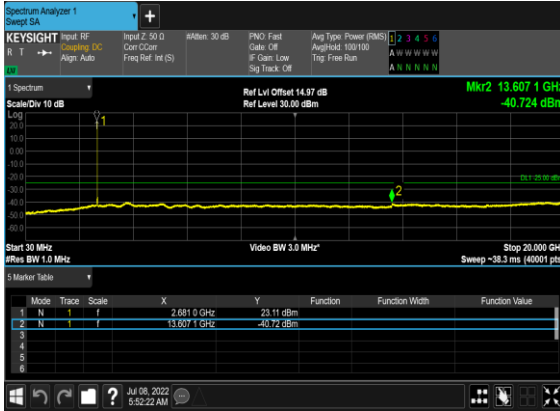 Spectrum Analyzer 1
Swept SA
+
KEYSIGHT Input: RF Input Z: 50 Ω #Atten: 30 dB PNO: Fast Avg Type: Power (RMS) 1 2 3 4 5 6
R T Coupling: DC Corr CCorr Gate: Off Avg|Hold: 100/100 A W W W W W
Align: Auto Freq Ref: Int (S) IF Gain: Low Trig: Free Run
Sig Track: Off A N N N N N
1 Spectrum
Ref Lvl Offset 14.97 dB Mkr2 13.607 1 GHz
Scale/Div 10 dB Ref Level 30.00 dBm -40.724 dBm
Log
20.0
10.0
0.00
-10.0
-20.0
-30.0
-40.0
-50.0
-60.0
1
DL1 -25.00 dBm
2
Start 30 MHz Video BW 3.0 MHz* Stop 20.000 GH
#Res BW 1.0 MHz Sweep ~38.3 ms (40001 pts
5 Marker Table
Mode Trace Scale X Y Function Function Width Function Value
1 N 1 f 2.681 0 GHz 23.11 dBm
2 N 1 f 13.607 1 GHz -40.72 dBm
3
4
5
6
Jul 08, 2022
5:52:22 AM